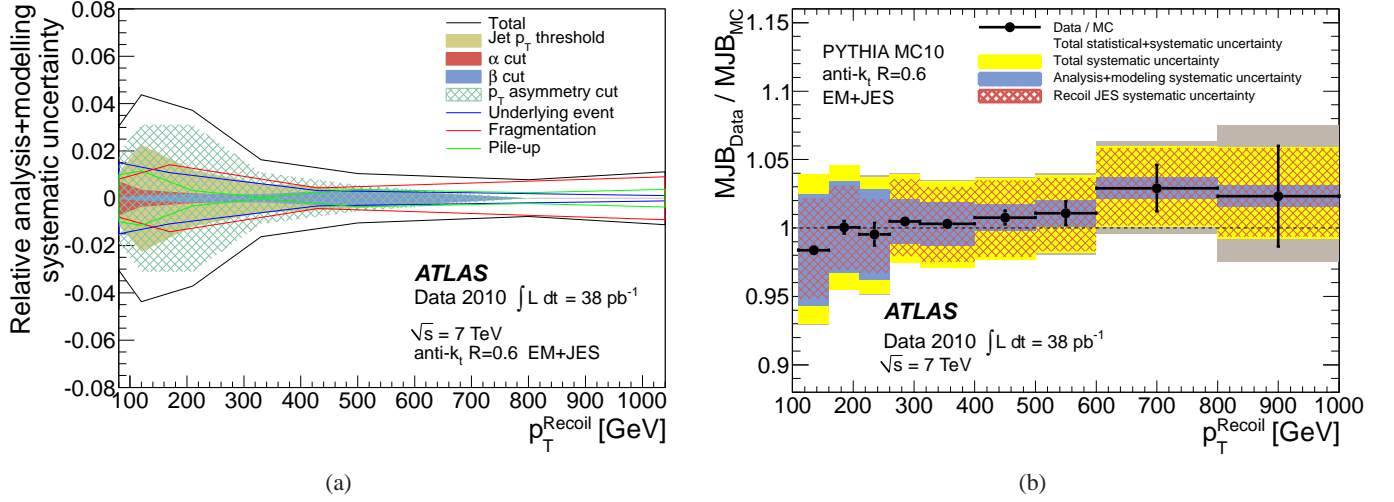 Relative analysis+modelling
systematic uncertainty
0.08
0.06
0.04
0.02
0
-0.02
-0.04
-0.06
-0.08
Total
Jet p_T threshold
α cut
β cut
p_T asymmetry cut
Underlying event
Fragmentation
Pile-up
ATLAS
Data 2010 ∫ L dt = 38 pb⁻¹
√s = 7 TeV
anti-k_t R=0.6 EM+JES
100 200 300 400 500 600 700 800 900 1000
p_T^Recoil [GeV]
(a)
MJB_Data / MJB_MC
1.15
1.1
1.05
1
0.95
0.9
PYTHIA MC10
anti-k_t R=0.6
EM+JES
Data / MC
Total statistical+systematic uncertainty
Total systematic uncertainty
Analysis+modeling systematic uncertainty
Recoil JES systematic uncertainty
ATLAS
Data 2010 ∫ L dt = 38 pb⁻¹
√s = 7 TeV
100 200 300 400 500 600 700 800 900 1000
p_T^Recoil [GeV]
(b)